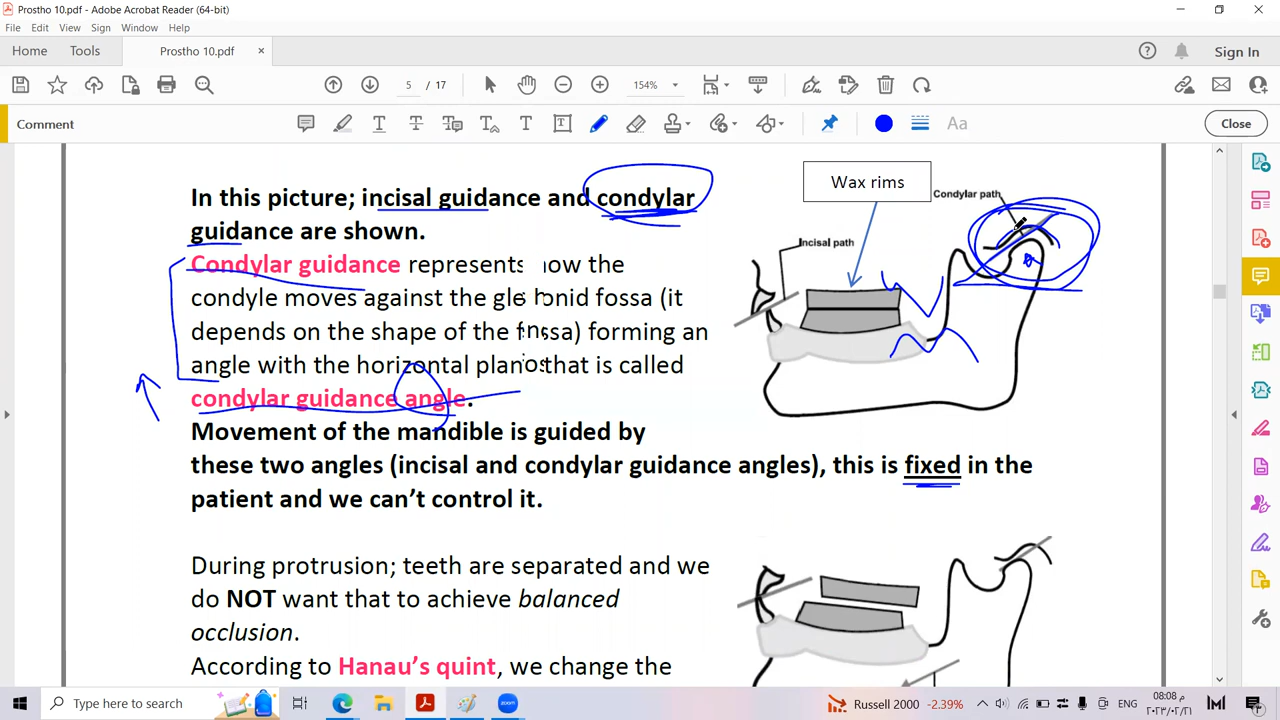 Prostho 10.pdf - Adobe Acrobat Reader (64-bit)
File Edit View Sign Window Help
Home Tools Prostho 10.pdf × Sign In
5 / 17 154%
Comment Close
In this picture; incisal guidance and condylar
guidance are shown.
Condylar guidance represents how the
condyle moves against the glenoid fossa (it
depends on the shape of the fossa) forming an
angle with the horizontal plane that is called
condylar guidance angle.
Wax rims
Condylar path
Incisal path
Movement of the mandible is guided by
these two angles (incisal and condylar guidance angles), this is fixed in the
patient and we can't control it.
During protrusion; teeth are separated and we
do NOT want that to achieve balanced
occlusion.
According to Hanau's quint, we change the
Type here to search
Russell 2000 -2.39%
08:08 م
٢٠٢٣/٠٢/٢١